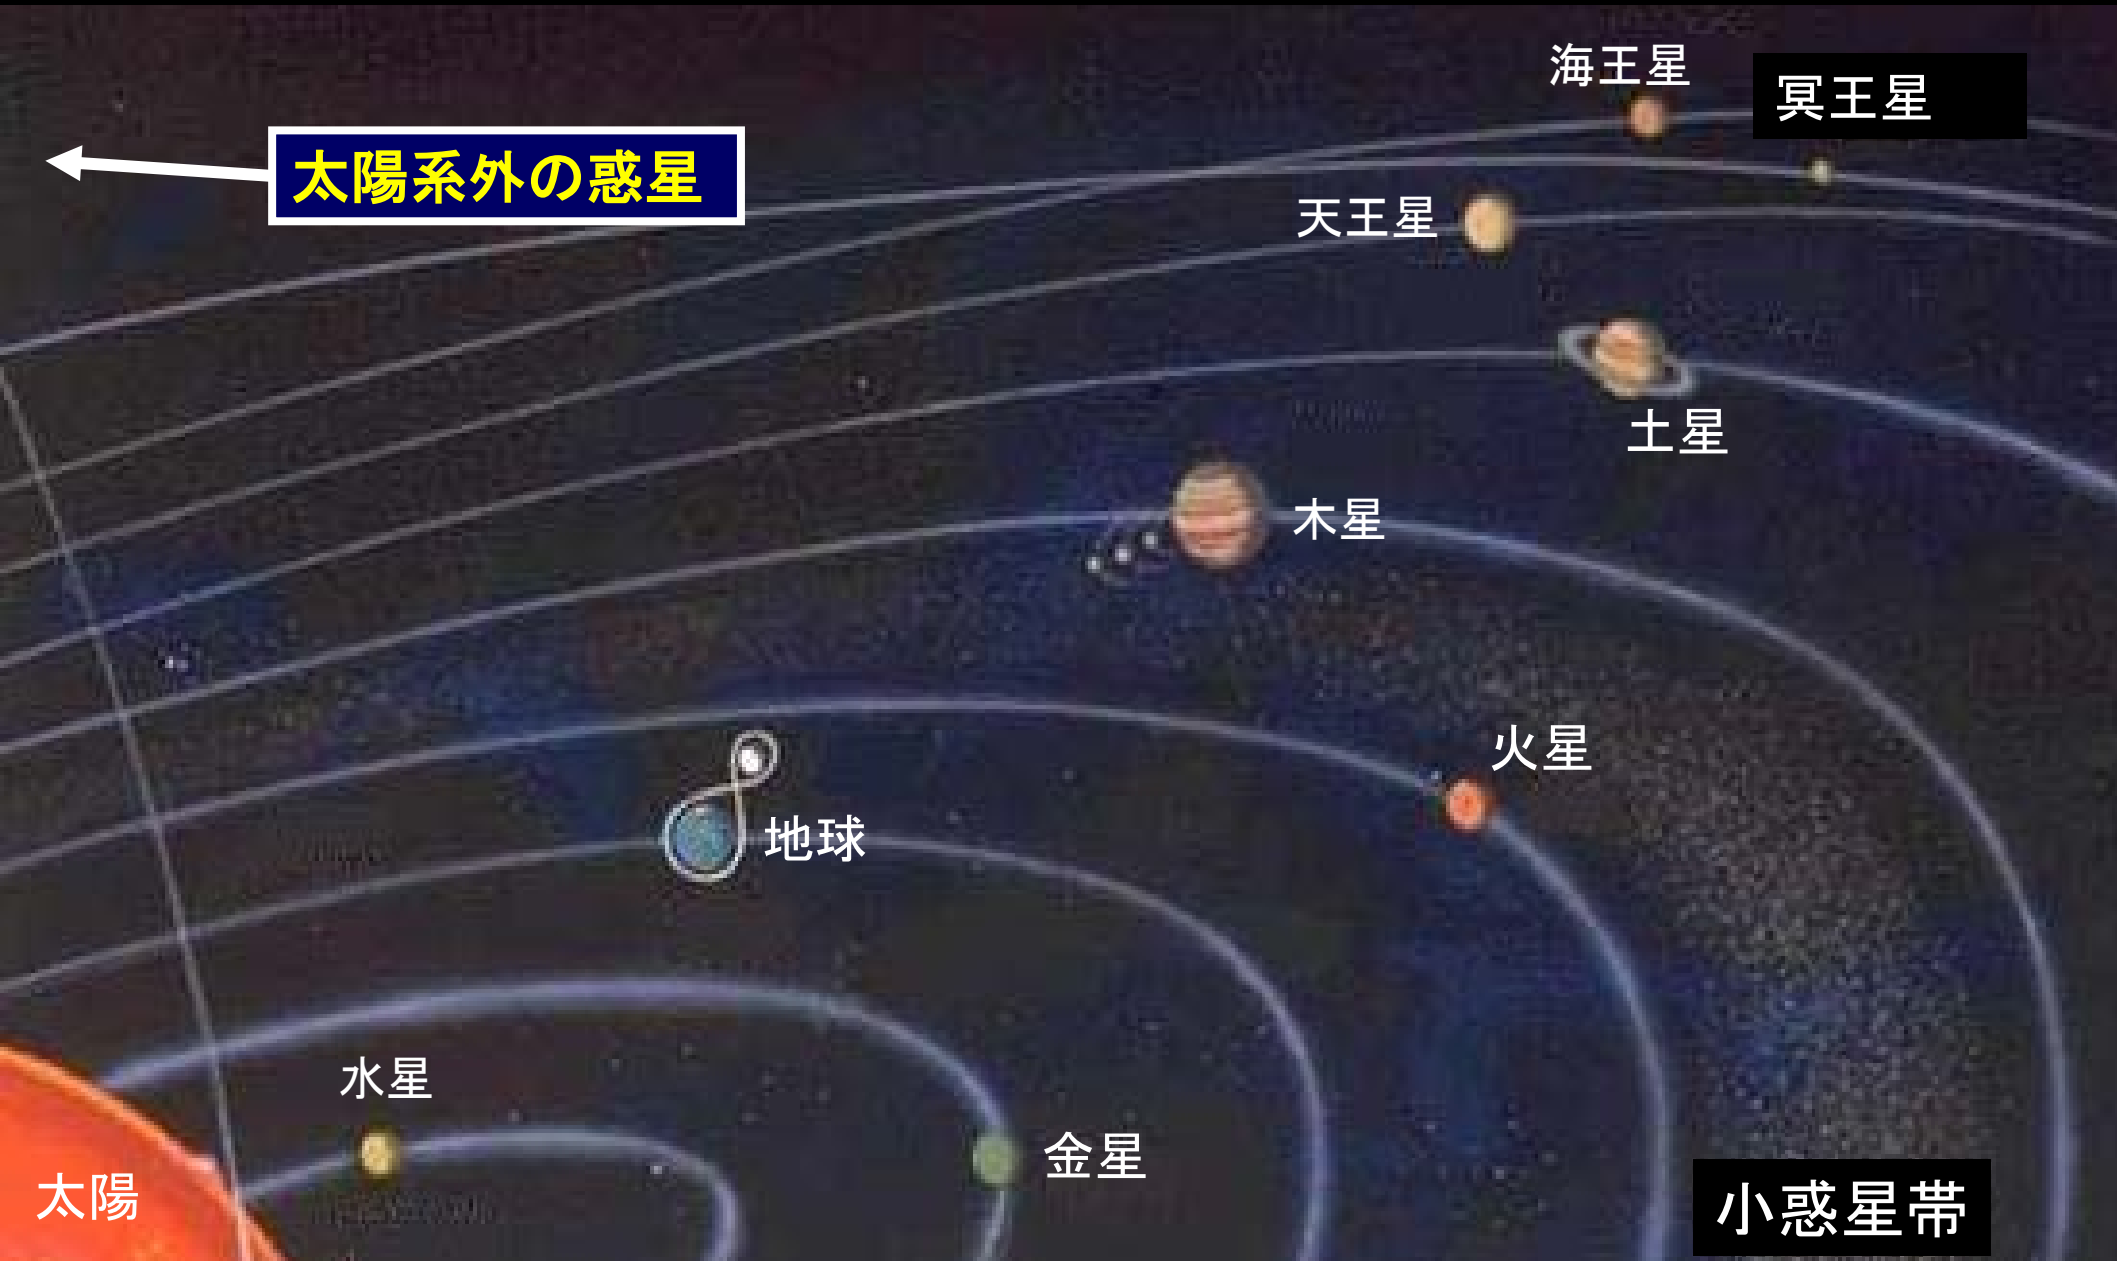 海王星
冥王星
太陽系外の惑星
天王星
土星
木星
火星
地球
水星
金星
太陽
小惑星帯